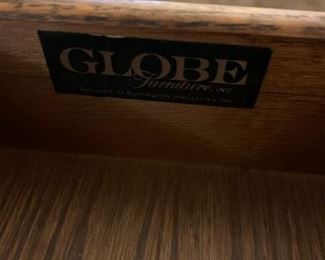 GLOBE
Furniture, INC
Division of Burlington Industries, Inc.